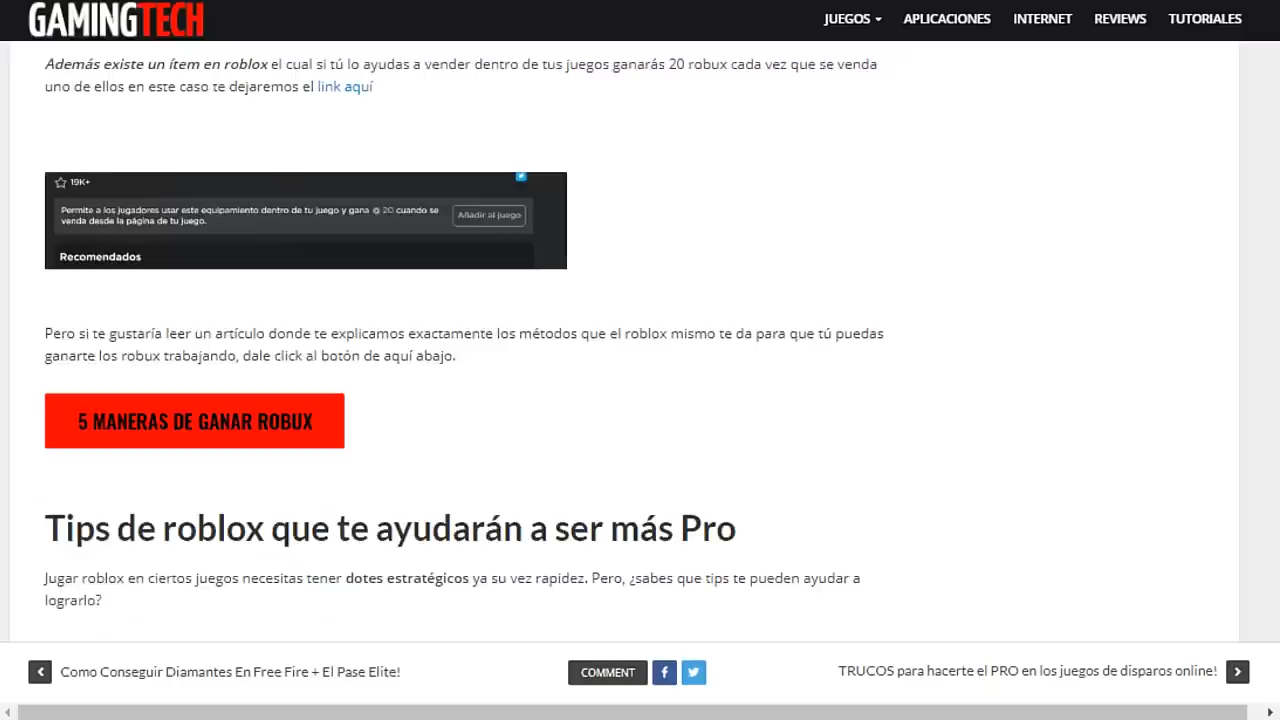 GAMINGTECH
JUEGOS APLICACIONES INTERNET REVIEWS TUTORIALES
Además existe un ítem en roblox el cual si tú lo ayudas a vender dentro de tus juegos ganarás 20 robux cada vez que se venda
uno de ellos en este caso te dejaremos el link aquí
19K+
Permite a los jugadores usar este equipamiento dentro de tu juego y gana 20 cuando se
venda desde la página de tu juego.
Añadir al juego
Recomendados
Pero si te gustaría leer un artículo donde te explicamos exactamente los métodos que el roblox mismo te da para que tú puedas
ganarte los robux trabajando, dale click al botón de aquí abajo.
5 MANERAS DE GANAR ROBUX
Tips de roblox que te ayudarán a ser más Pro
Jugar roblox en ciertos juegos necesitas tener dotes estratégicos ya su vez rapidez. Pero, ¿sabes que tips te pueden ayudar a
lograrlo?
Como Conseguir Diamantes En Free Fire + El Pase Elite!
COMMENT
TRUCOS para hacerte el PRO en los juegos de disparos online!